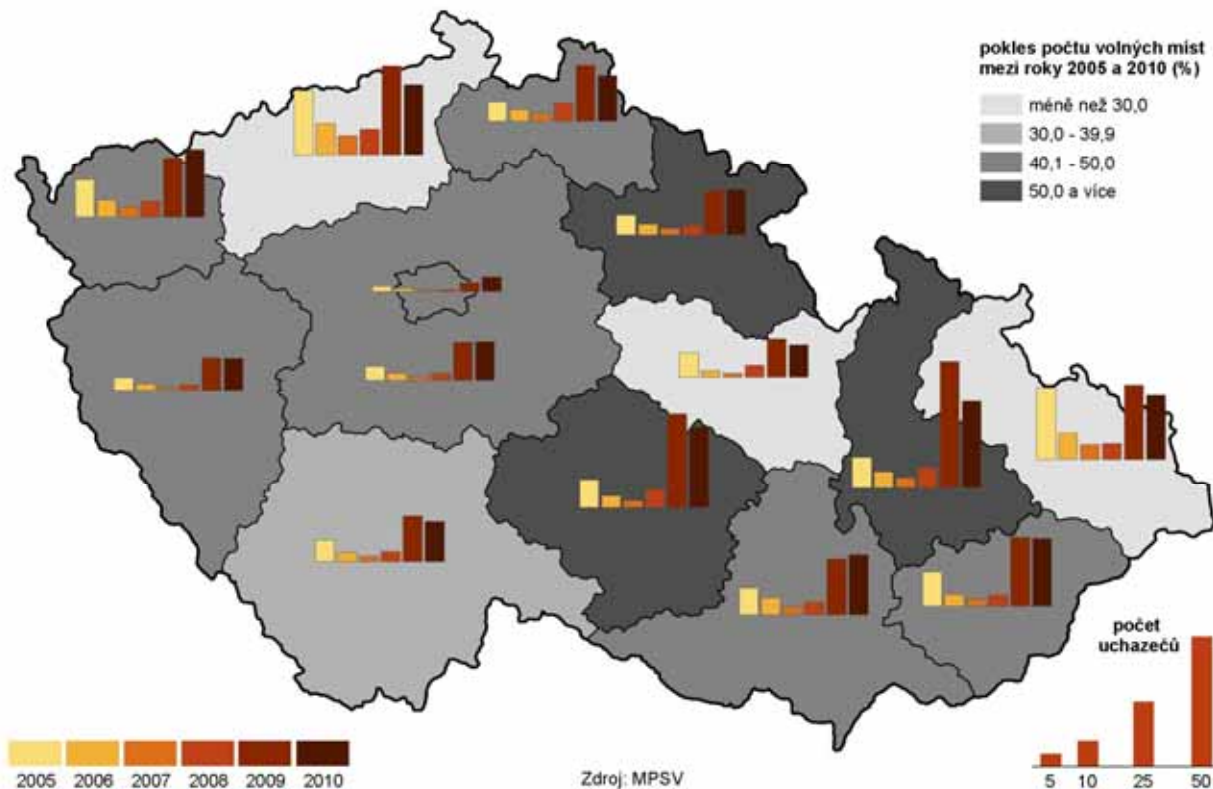 pokles počtu volných míst
mezi roky 2005 a 2010 (%)
méně než 30,0
30,0 - 39,9
40,1 - 50,0
50,0 a více
počet
uchazečů
5 10 25 50
2005 2006 2007 2008 2009 2010
Zdroj: MPSV